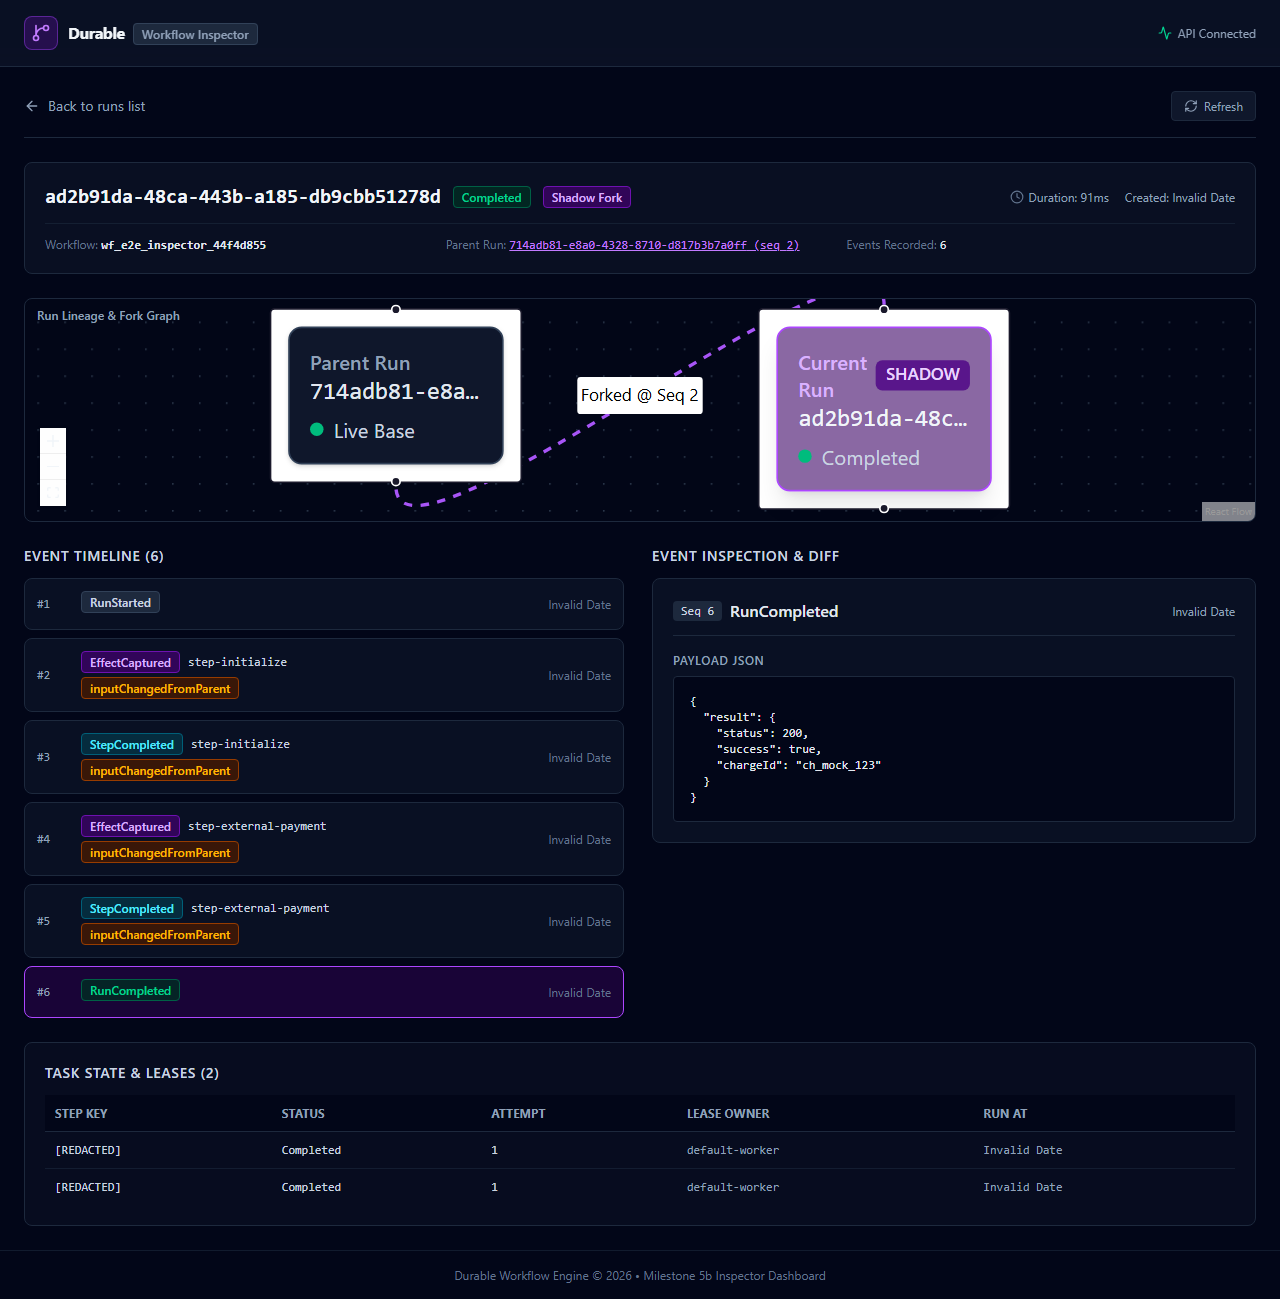 Durable Workflow Inspector
API Connected
Back to runs list
Refresh
ad2b91da-48ca-443b-a185-db9cbb51278d Completed Shadow Fork
Duration: 91ms Created: Invalid Date
Workflow: wf_e2e_inspector_44f4d855 Parent Run: 714adb81-e8a0-4328-8710-d817b3b7a0ff (seq 2) Events Recorded: 6
Run Lineage & Fork Graph
Parent Run
714adb81-e8a...
Live Base
Forked @ Seq 2
Current Run SHADOW
ad2b91da-48c...
Completed
React Flow
EVENT TIMELINE (6)
#1 RunStarted Invalid Date
#2 EffectCaptured step-initialize Invalid Date
inputChangedFromParent
#3 StepCompleted step-initialize Invalid Date
inputChangedFromParent
#4 EffectCaptured step-external-payment Invalid Date
inputChangedFromParent
#5 StepCompleted step-external-payment Invalid Date
inputChangedFromParent
#6 RunCompleted Invalid Date
EVENT INSPECTION & DIFF
Seq 6 RunCompleted Invalid Date
PAYLOAD JSON
{
"result": {
"status": 200,
"success": true,
"chargeId": "ch_mock_123"
}
}
TASK STATE & LEASES (2)
STEP KEY STATUS ATTEMPT LEASE OWNER RUN AT
[REDACTED] Completed 1 default-worker Invalid Date
[REDACTED] Completed 1 default-worker Invalid Date
Durable Workflow Engine © 2026 • Milestone 5b Inspector Dashboard